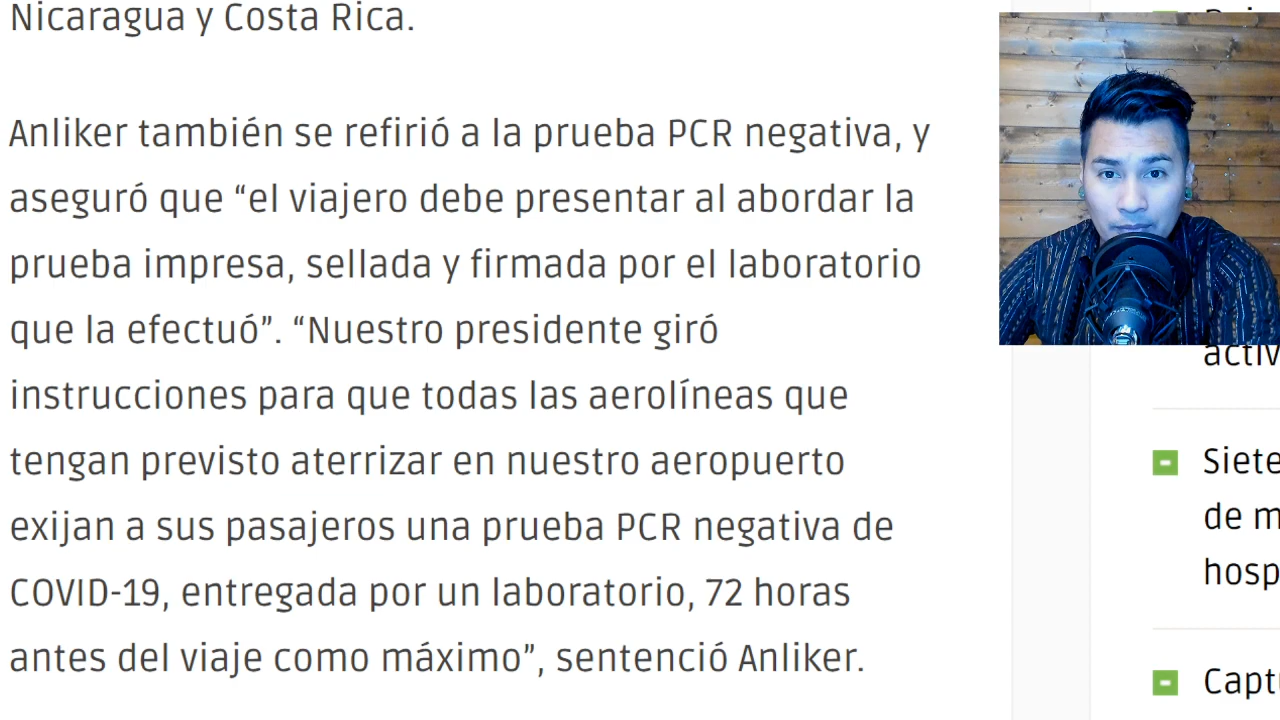 Nicaragua y Costa Rica.
Anliker también se refirió a la prueba PCR negativa, y
aseguró que “el viajero debe presentar al abordar la
prueba impresa, sellada y firmada por el laboratorio
que la efectuó”. “Nuestro presidente giró
instrucciones para que todas las aerolíneas que
tengan previsto aterrizar en nuestro aeropuerto
exijan a sus pasajeros una prueba PCR negativa de
COVID-19, entregada por un laboratorio, 72 horas
antes del viaje como máximo”, sentenció Anliker.
activ
Siete
de m
hosp
Capt